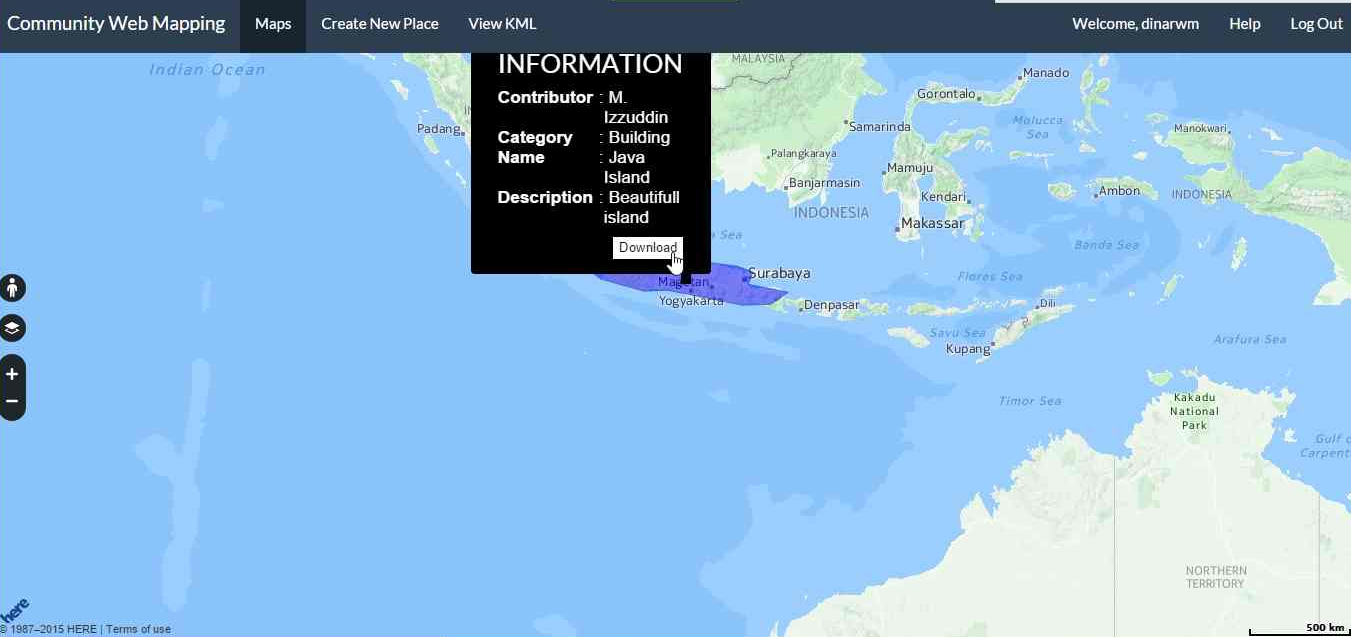 Community Web Mapping Maps Create New Place View KML Welcome, dinarwm Help Log Out
INFORMATION
Contributor : M.
Izzuddin
Category : Building
Name : Java
Island
Description : Beautifull
island
Download
Indian Ocean
Padang
MALAYSIA
Manado
Gorontalo
Samarinda
Molucca
Sea
Manokwari
Palangkaraya
Mamuju
Banjarmasin
Kendari
Ambon
INDONESIA
INDONESIA
Makassar
Sea
Banda Sea
Surabaya
Flores Sea
Yogyakarta
Denpasar
Dili
Savu Sea
Kupang
Arafura Sea
Timor Sea
Kakadu
National
Park
Gulf
Carpent
NORTHERN
TERRITORY
+
−
here
© 1987–2015 HERE | Terms of use
500 km